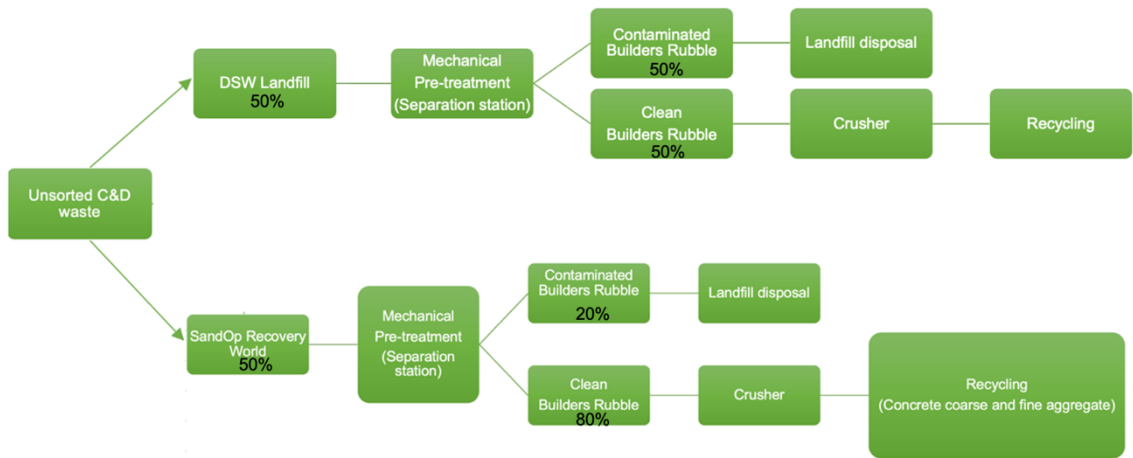 Unsorted C&D
waste
DSW Landfill
50%
Mechanical
Pre-treatment
(Separation station)
Contaminated
Builders Rubble
50%
Landfill disposal
Clean
Builders Rubble
50%
Crusher
Recycling
SandOp Recovery
World
50%
Mechanical
Pre-treatment
(Separation
station)
Contaminated
Builders Rubble
20%
Landfill disposal
Clean
Builders Rubble
80%
Crusher
Recycling
(Concrete coarse and fine aggregate)